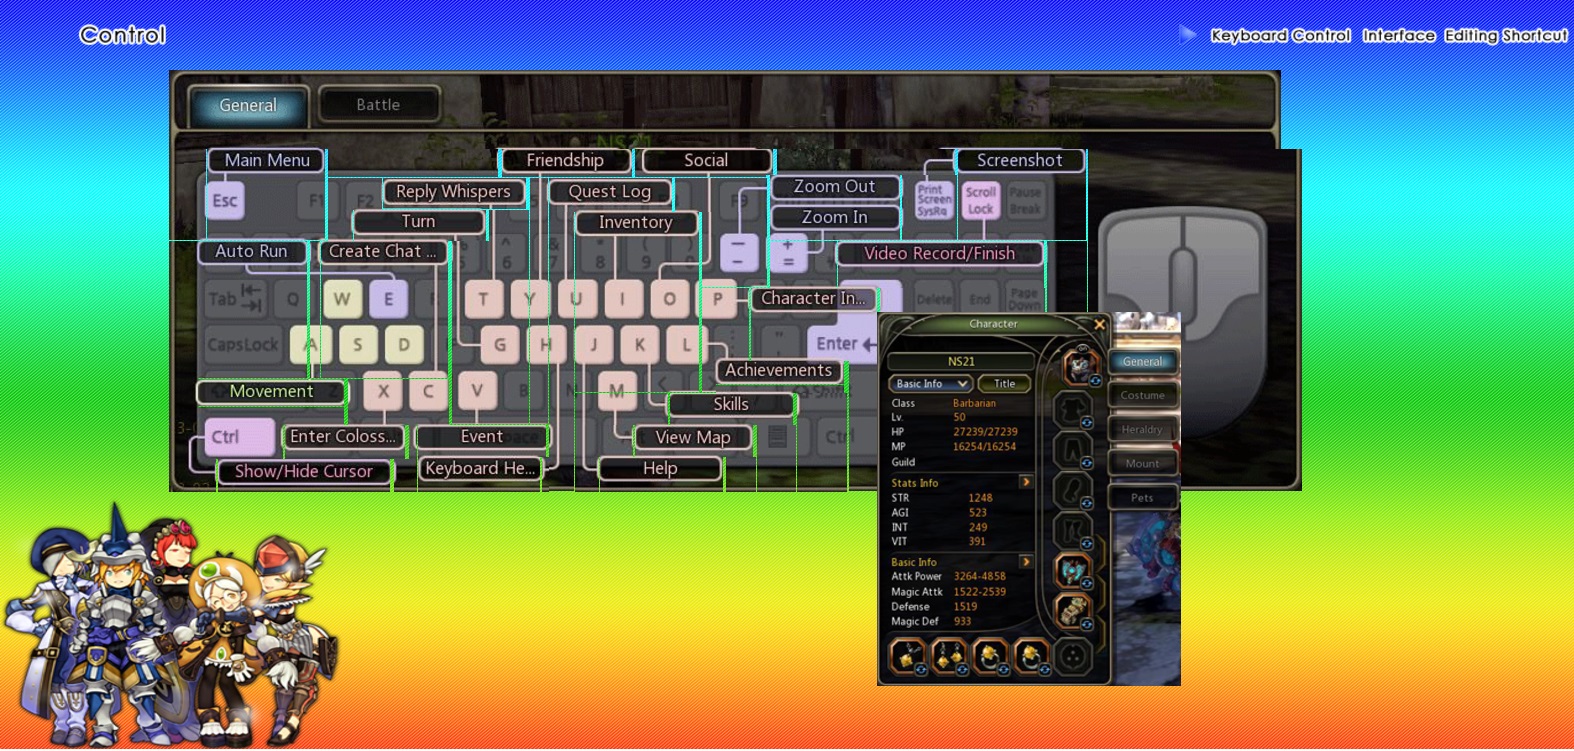 Control
Keyboard Control Interface Editing Shortcut
General Battle
Main Menu
Friendship
Social
Screenshot
Reply Whispers
Quest Log
Zoom Out
Turn
Inventory
Zoom In
Auto Run
Create Chat ...
Video Record/Finish
Esc
F1
F2
F9
Print Screen SysRq
Scroll Lock
Pause Break
Tab
Q
W
E
R
T
Y
U
I
O
P
Character In...
Delete
End
Page Down
CapsLock
A
S
D
F
G
H
J
K
L
Enter
Achievements
Movement
X
C
V
B
N
M
Shift
Skills
Ctrl
Enter Coloss...
Event
View Map
Ctrl
Show/Hide Cursor
Keyboard He...
Help
Character
NS21
Basic Info
Title
Class Barbarian
Lv. 50
HP 27239/27239
MP 16254/16254
Guild
Stats Info
STR 1248
AGI 523
INT 249
VIT 391
Basic Info
Attk Power 3264-4858
Magic Attk 1522-2539
Defense 1519
Magic Def 933
General
Costume
Heraldry
Mount
Pets